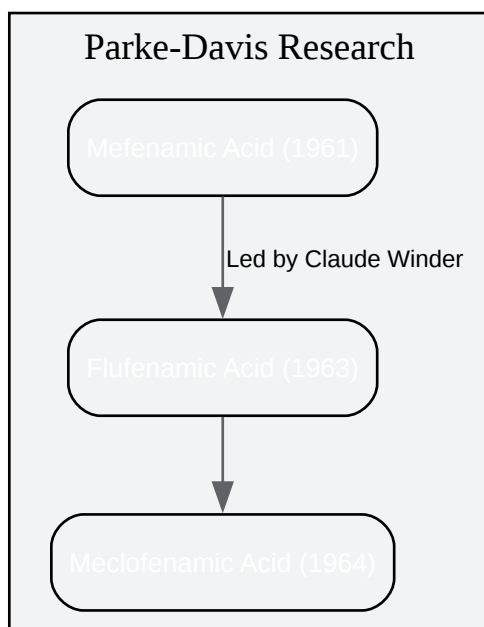 Parke-Davis Research
Mefenamic Acid (1961)
Led by Claude Winder
Flufenamic Acid (1963)
Meclofenamic Acid (1964)